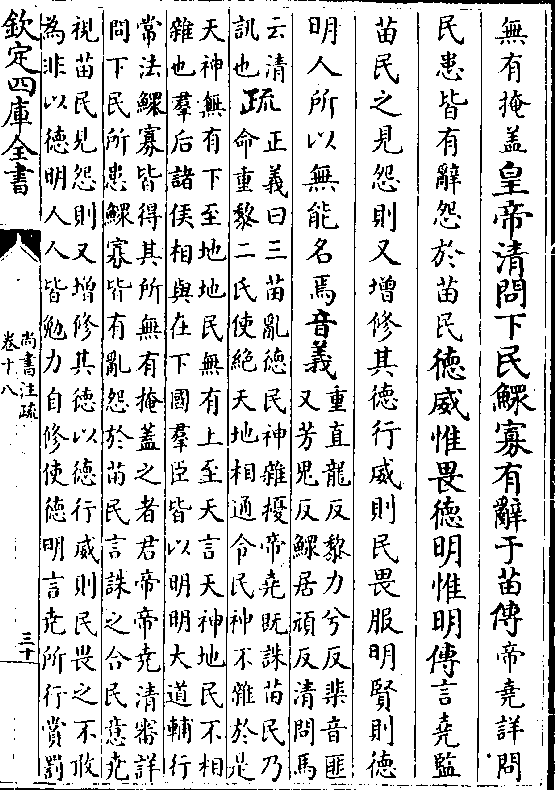 無有掩盖皇帝清問下民鰥寡有辭于苗傳帝堯詳問
民患皆有辭怨於苗民德威惟畏德明惟明傳言堯監
苗民之見怨則又增修其德行威則民畏服明賢則德
明人所以無能名焉音義重直龍反黎力兮反棐音匪
又芳鬼反鰥居頑反清問馬
云清
訊也疏正義曰三苗亂德民神雜擾帝堯既誅苗民乃
命重黎二氏使絶天地相通令民神不雜於是
天神無有下至地地民無有上至天言天神地民不相
雜也羣后諸侯相與在下國羣臣皆以明明大道輔行
常法鰥寡皆得其所無有掩盖之者君帝帝堯清審詳
問下民所患鰥寡皆有亂怨於苗民言誅之合民意堯
視苗民見怨則又增修其德以德行威則民畏之不敢
為非以德明人人皆勉力自修使德明言堯所行賞罰
欽定四庫全書
尚書注疏
卷十八
三十